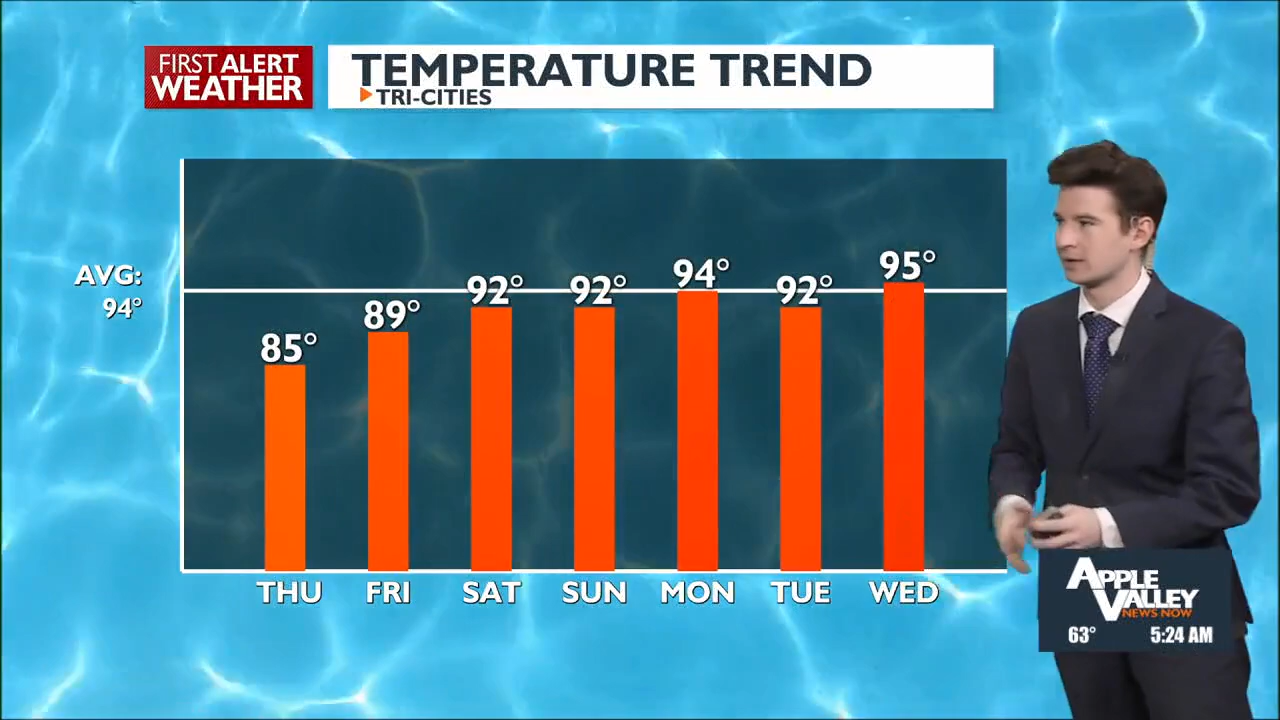 FIRST ALERT
WEATHER
TEMPERATURE TREND
TRI-CITIES
AVG:
94°
85°
89°
92°
92°
94°
92°
95°
THU
FRI
SAT
SUN
MON
TUE
WED
APPLE
VALLEY
NEWS NOW
63°
5:24 AM